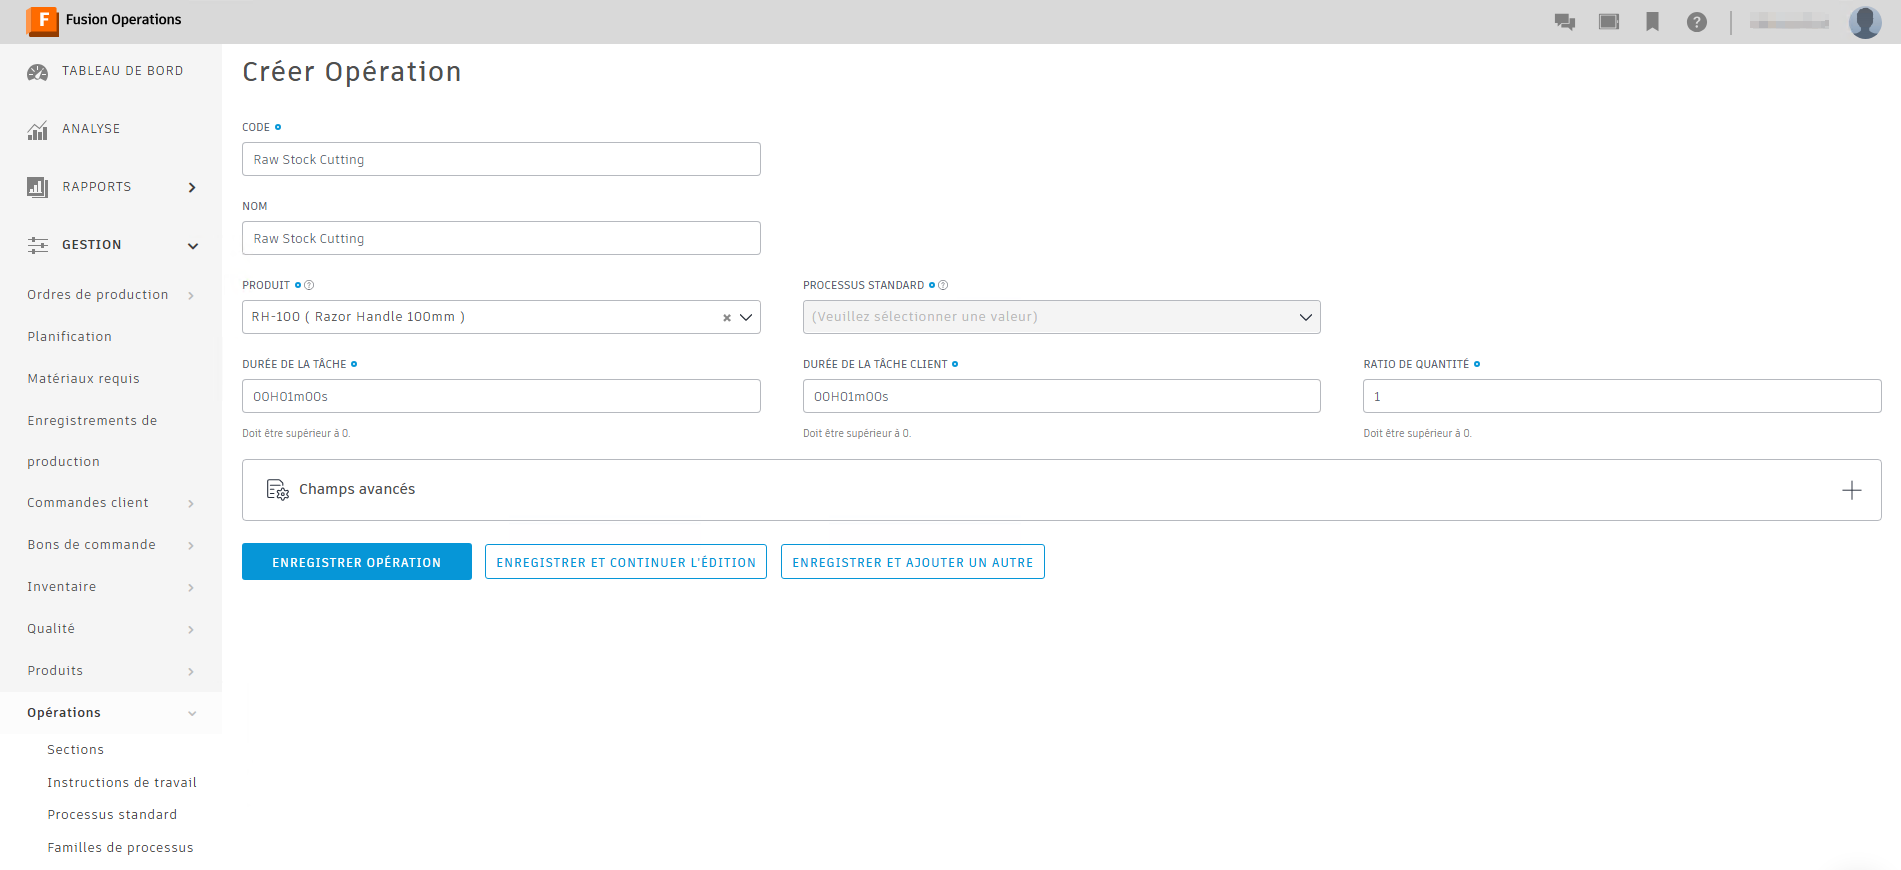 Fusion Operations
TABLEAU DE BORD
ANALYSE
RAPPORTS
GESTION
Ordres de production
Planification
Matériaux requis
Enregistrements de
production
Commandes client
Bons de commande
Inventaire
Qualité
Produits
Opérations
Sections
Instructions de travail
Processus standard
Familles de processus
Créer Opération
CODE
Raw Stock Cutting
NOM
Raw Stock Cutting
PRODUIT
RH-100 ( Razor Handle 100mm )
PROCESSUS STANDARD
(Veuillez sélectionner une valeur)
DURÉE DE LA TÂCHE
00H01m00s
Doit être supérieur à 0.
DURÉE DE LA TÂCHE CLIENT
00H01m00s
Doit être supérieur à 0.
RATIO DE QUANTITÉ
1
Doit être supérieur à 0.
Champs avancés
ENREGISTRER OPÉRATION
ENREGISTRER ET CONTINUER L'ÉDITION
ENREGISTRER ET AJOUTER UN AUTRE